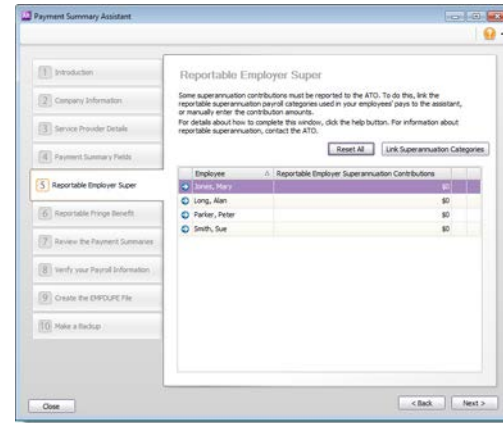 Payment Summary Assistant
1 Introduction
2 Company Information
3 Service Provider Details
4 Payment Summary Fields
5 Reportable Employer Super
6 Reportable Fringe Benefit
7 Review the Payment Summaries
8 Verify your Payroll Information
9 Create the EMPDUPE File
10 Make a Backup
Reportable Employer Super
Some superannuation contributions must be reported to the ATO. To do this, link the
reportable superannuation payroll categories used in your employees' pays to the assistant,
or manually enter the contribution amounts.
For details about how to complete this window, click the help button. For information about
reportable superannuation, contact the ATO.
Reset All Link Superannuation Categories
Employee Reportable Employer Superannuation Contributions
Jones, Mary $0
Long, Alan $0
Parker, Peter $0
Smith, Sue $0
Close < Back Next >